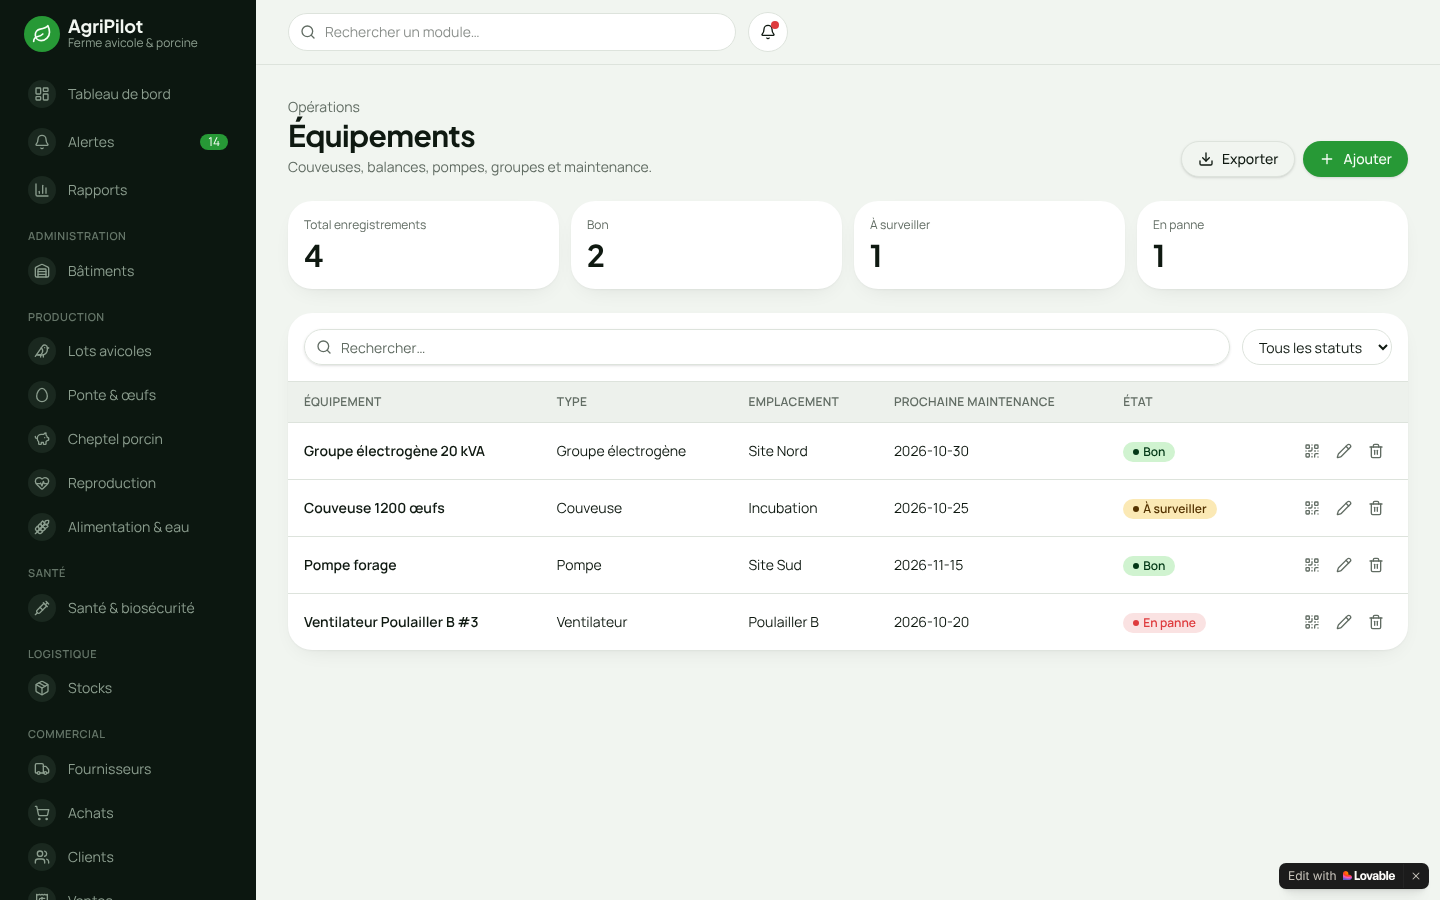 AgriPilot
Ferme avicole & porcine
Tableau de bord
Alertes 14
Rapports
ADMINISTRATION
Bâtiments
PRODUCTION
Lots avicoles
Ponte & œufs
Cheptel porcin
Reproduction
Alimentation & eau
SANTÉ
Santé & biosécurité
LOGISTIQUE
Stocks
COMMERCIAL
Fournisseurs
Achats
Clients
Ventes
Rechercher un module…
Opérations
Équipements
Couveuses, balances, pompes, groupes et maintenance.
Exporter
Ajouter
Total enregistrements
4
Bon
2
À surveiller
1
En panne
1
Rechercher…
Tous les statuts
ÉQUIPEMENT TYPE EMPLACEMENT PROCHAINE MAINTENANCE ÉTAT
Groupe électrogène 20 kVA Groupe électrogène Site Nord 2026-10-30 Bon
Couveuse 1200 œufs Couveuse Incubation 2026-10-25 À surveiller
Pompe forage Pompe Site Sud 2026-11-15 Bon
Ventilateur Poulailler B #3 Ventilateur Poulailler B 2026-10-20 En panne
Edit with Lovable